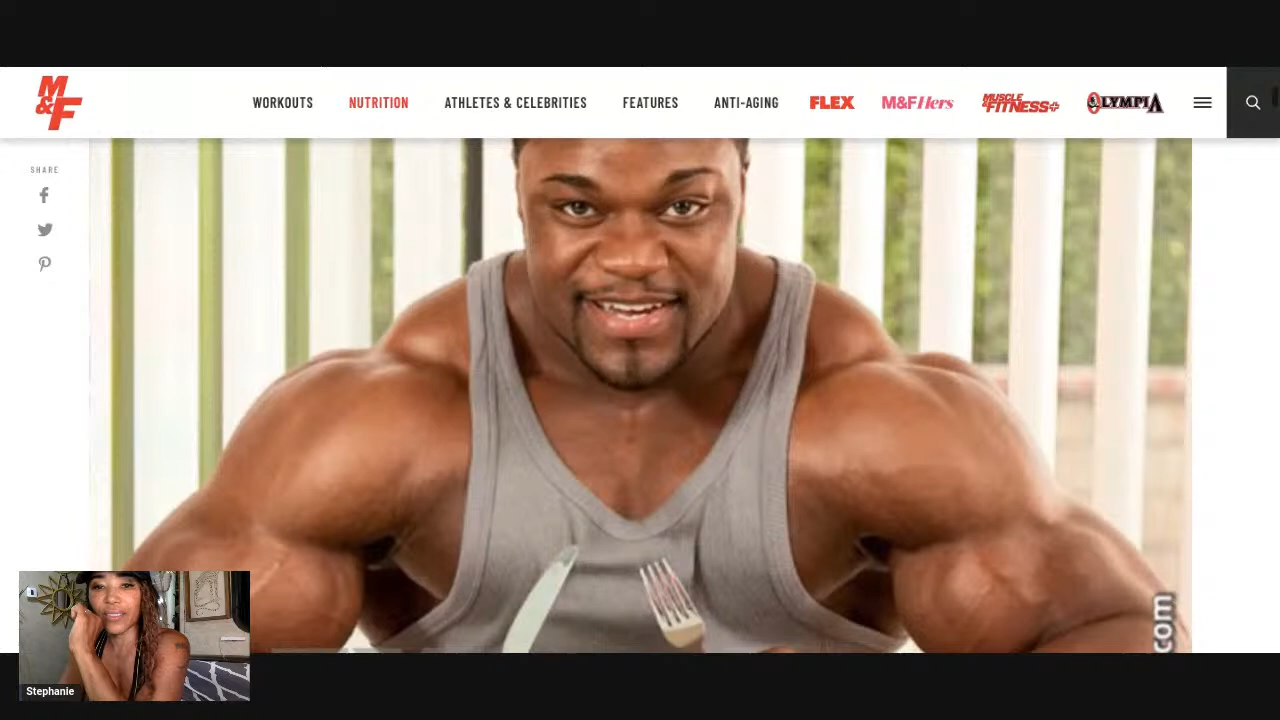 M&F
WORKOUTS NUTRITION ATHLETES & CELEBRITIES FEATURES ANTI-AGING FLEX M&F Hers MUSCLE &FITNESS+ OLYMPIA
SHARE
com
Stephanie